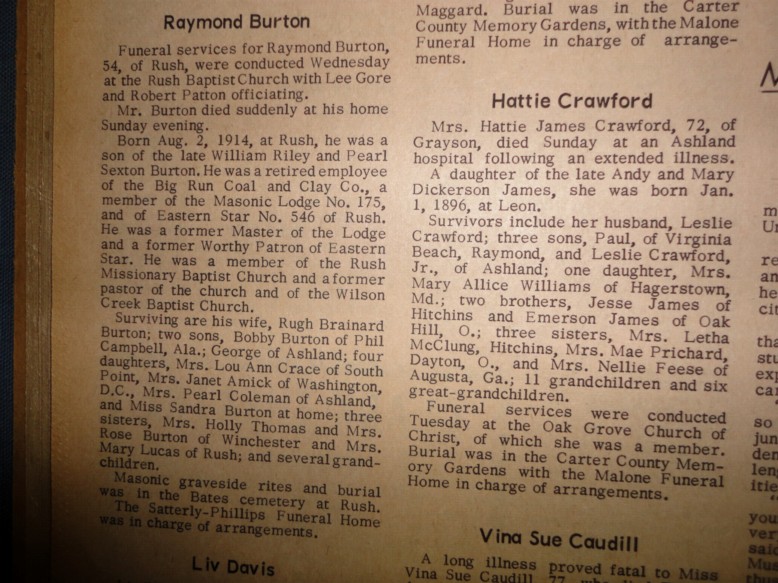 Raymond Burton
Funeral services for Raymond Burton,
54, of Rush, were conducted Wednesday
at the Rush Baptist Church with Lee Gore
and Robert Patton officiating.
Mr. Burton died suddenly at his home
Sunday evening.
Born Aug. 2, 1914, at Rush, he was a
son of the late William Riley and Pearl
Sexton Burton. He was a retired employee
of the Big Run Coal and Clay Co., a
member of the Masonic Lodge No. 175,
and of Eastern Star No. 546 of Rush.
He was a former Master of the Lodge
and a former Worthy Patron of Eastern
Star. He was a member of the Rush
Missionary Baptist Church and a former
pastor of the church and of the Wilson
Creek Baptist Church.
Surviving are his wife, Rugh Brainard
Burton; two sons, Bobby Burton of Phil
Campbell, Ala.; George of Ashland; four
daughters, Mrs. Lou Ann Crace of South
Point, Mrs. Janet Amick of Washington,
D.C., Mrs. Pearl Coleman of Ashland,
and Miss Sandra Burton at home; three
sisters, Mrs. Holly Thomas and Mrs.
Rose Burton of Winchester and Mrs.
Mary Lucas of Rush; and several grand-
children.
Masonic graveside rites and burial
was in the Bates cemetery at Rush.
The Satterly-Phillips Funeral Home
was in charge of arrangements.
Liv Davis
Maggard. Burial was in the Carter
County Memory Gardens, with the Malone
Funeral Home in charge of arrange-
ments.
Hattie Crawford
Mrs. Hattie James Crawford, 72, of
Grayson, died Sunday at an Ashland
hospital following an extended illness.
A daughter of the late Andy and Mary
Dickerson James, she was born Jan.
1, 1896, at Leon.
Survivors include her husband, Leslie
Crawford; three sons, Paul, of Virginia
Beach, Raymond, and Leslie Crawford,
Jr., of Ashland; one daughter, Mrs.
Mary Allice Williams of Hagerstown,
Md.; two brothers, Jesse James of
Hitchins and Emerson James of Oak
Hill, O.; three sisters, Mrs. Letha
McClung, Hitchins, Mrs. Mae Prichard,
Dayton, O., and Mrs. Nellie Feese of
Augusta, Ga.; 11 grandchildren and six
great-grandchildren.
Funeral services were conducted
Tuesday at the Oak Grove Church of
Christ, of which she was a member.
Burial was in the Carter County Mem-
ory Gardens with the Malone Funeral
Home in charge of arrangements.
Vina Sue Caudill
A long illness proved fatal to Miss
Vina Sue Caudill, 77,